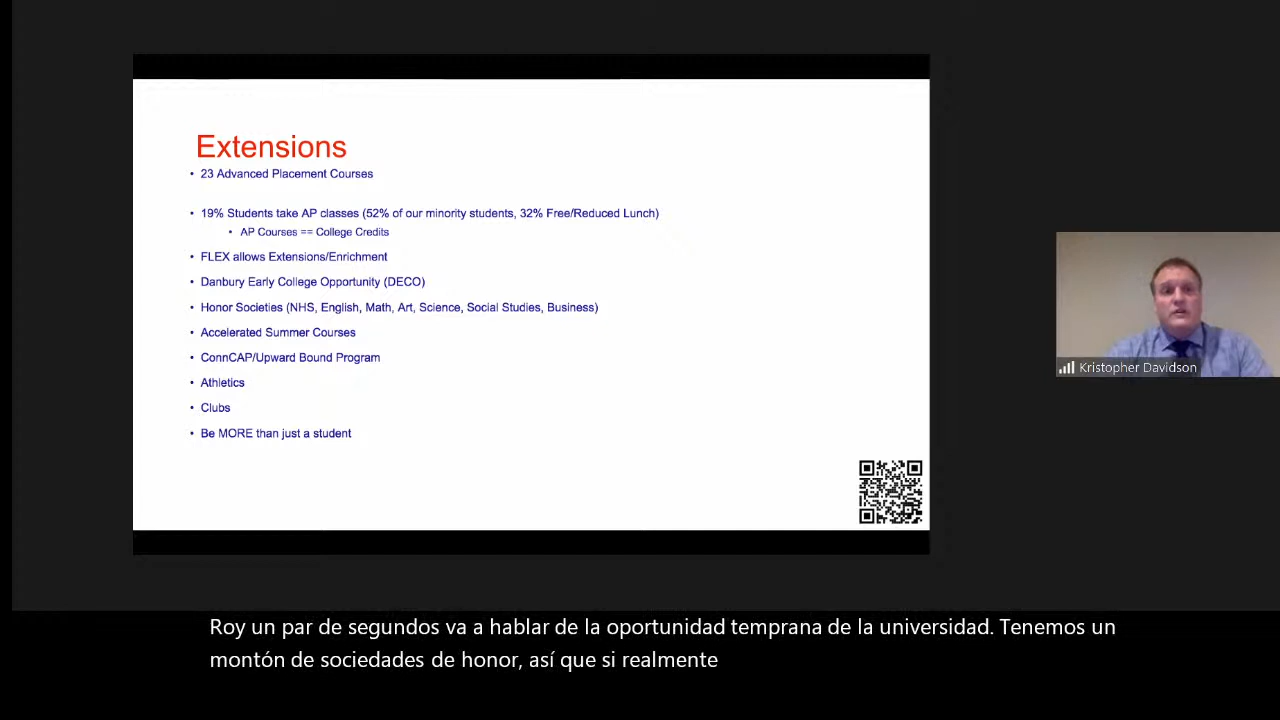 Extensions
• 23 Advanced Placement Courses
• 19% Students take AP classes (52% of our minority students, 32% Free/Reduced Lunch)
• AP Courses == College Credits
• FLEX allows Extensions/Enrichment
• Danbury Early College Opportunity (DECO)
• Honor Societies (NHS, English, Math, Art, Science, Social Studies, Business)
• Accelerated Summer Courses
• ConnCAP/Upward Bound Program
• Athletics
• Clubs
• Be MORE than just a student
Kristopher Davidson
Roy un par de segundos va a hablar de la oportunidad temprana de la universidad. Tenemos un
montón de sociedades de honor, así que si realmente